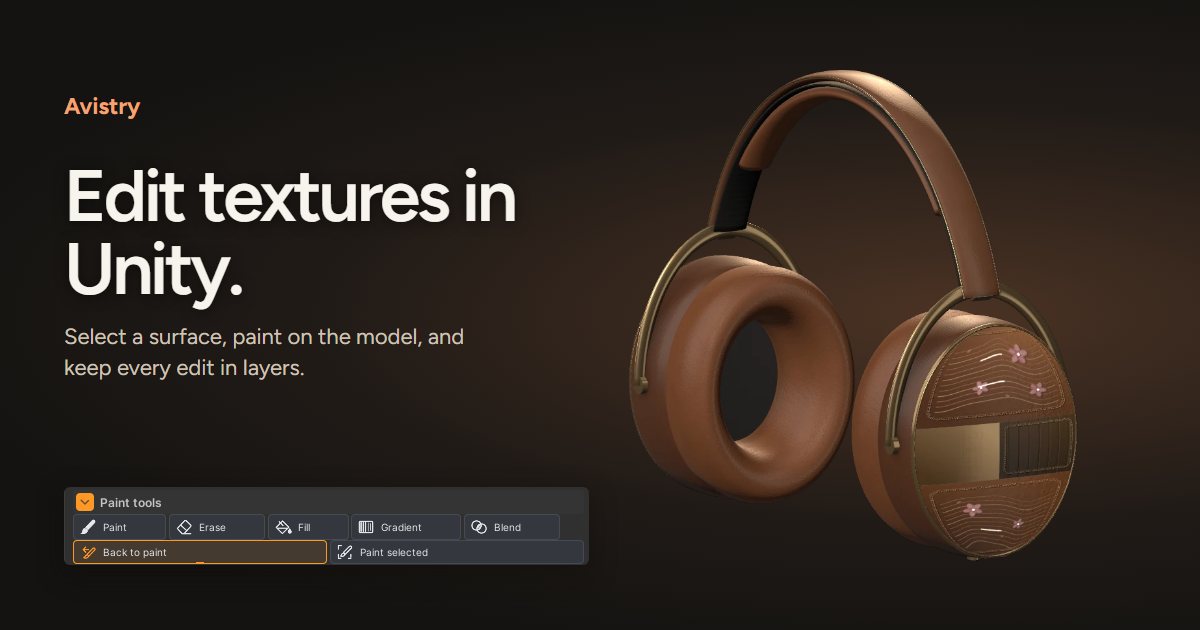 Avistry
Edit textures in
Unity.
Select a surface, paint on the model, and
keep every edit in layers.
Paint tools
Paint Erase Fill Gradient Blend
Back to paint Paint selected